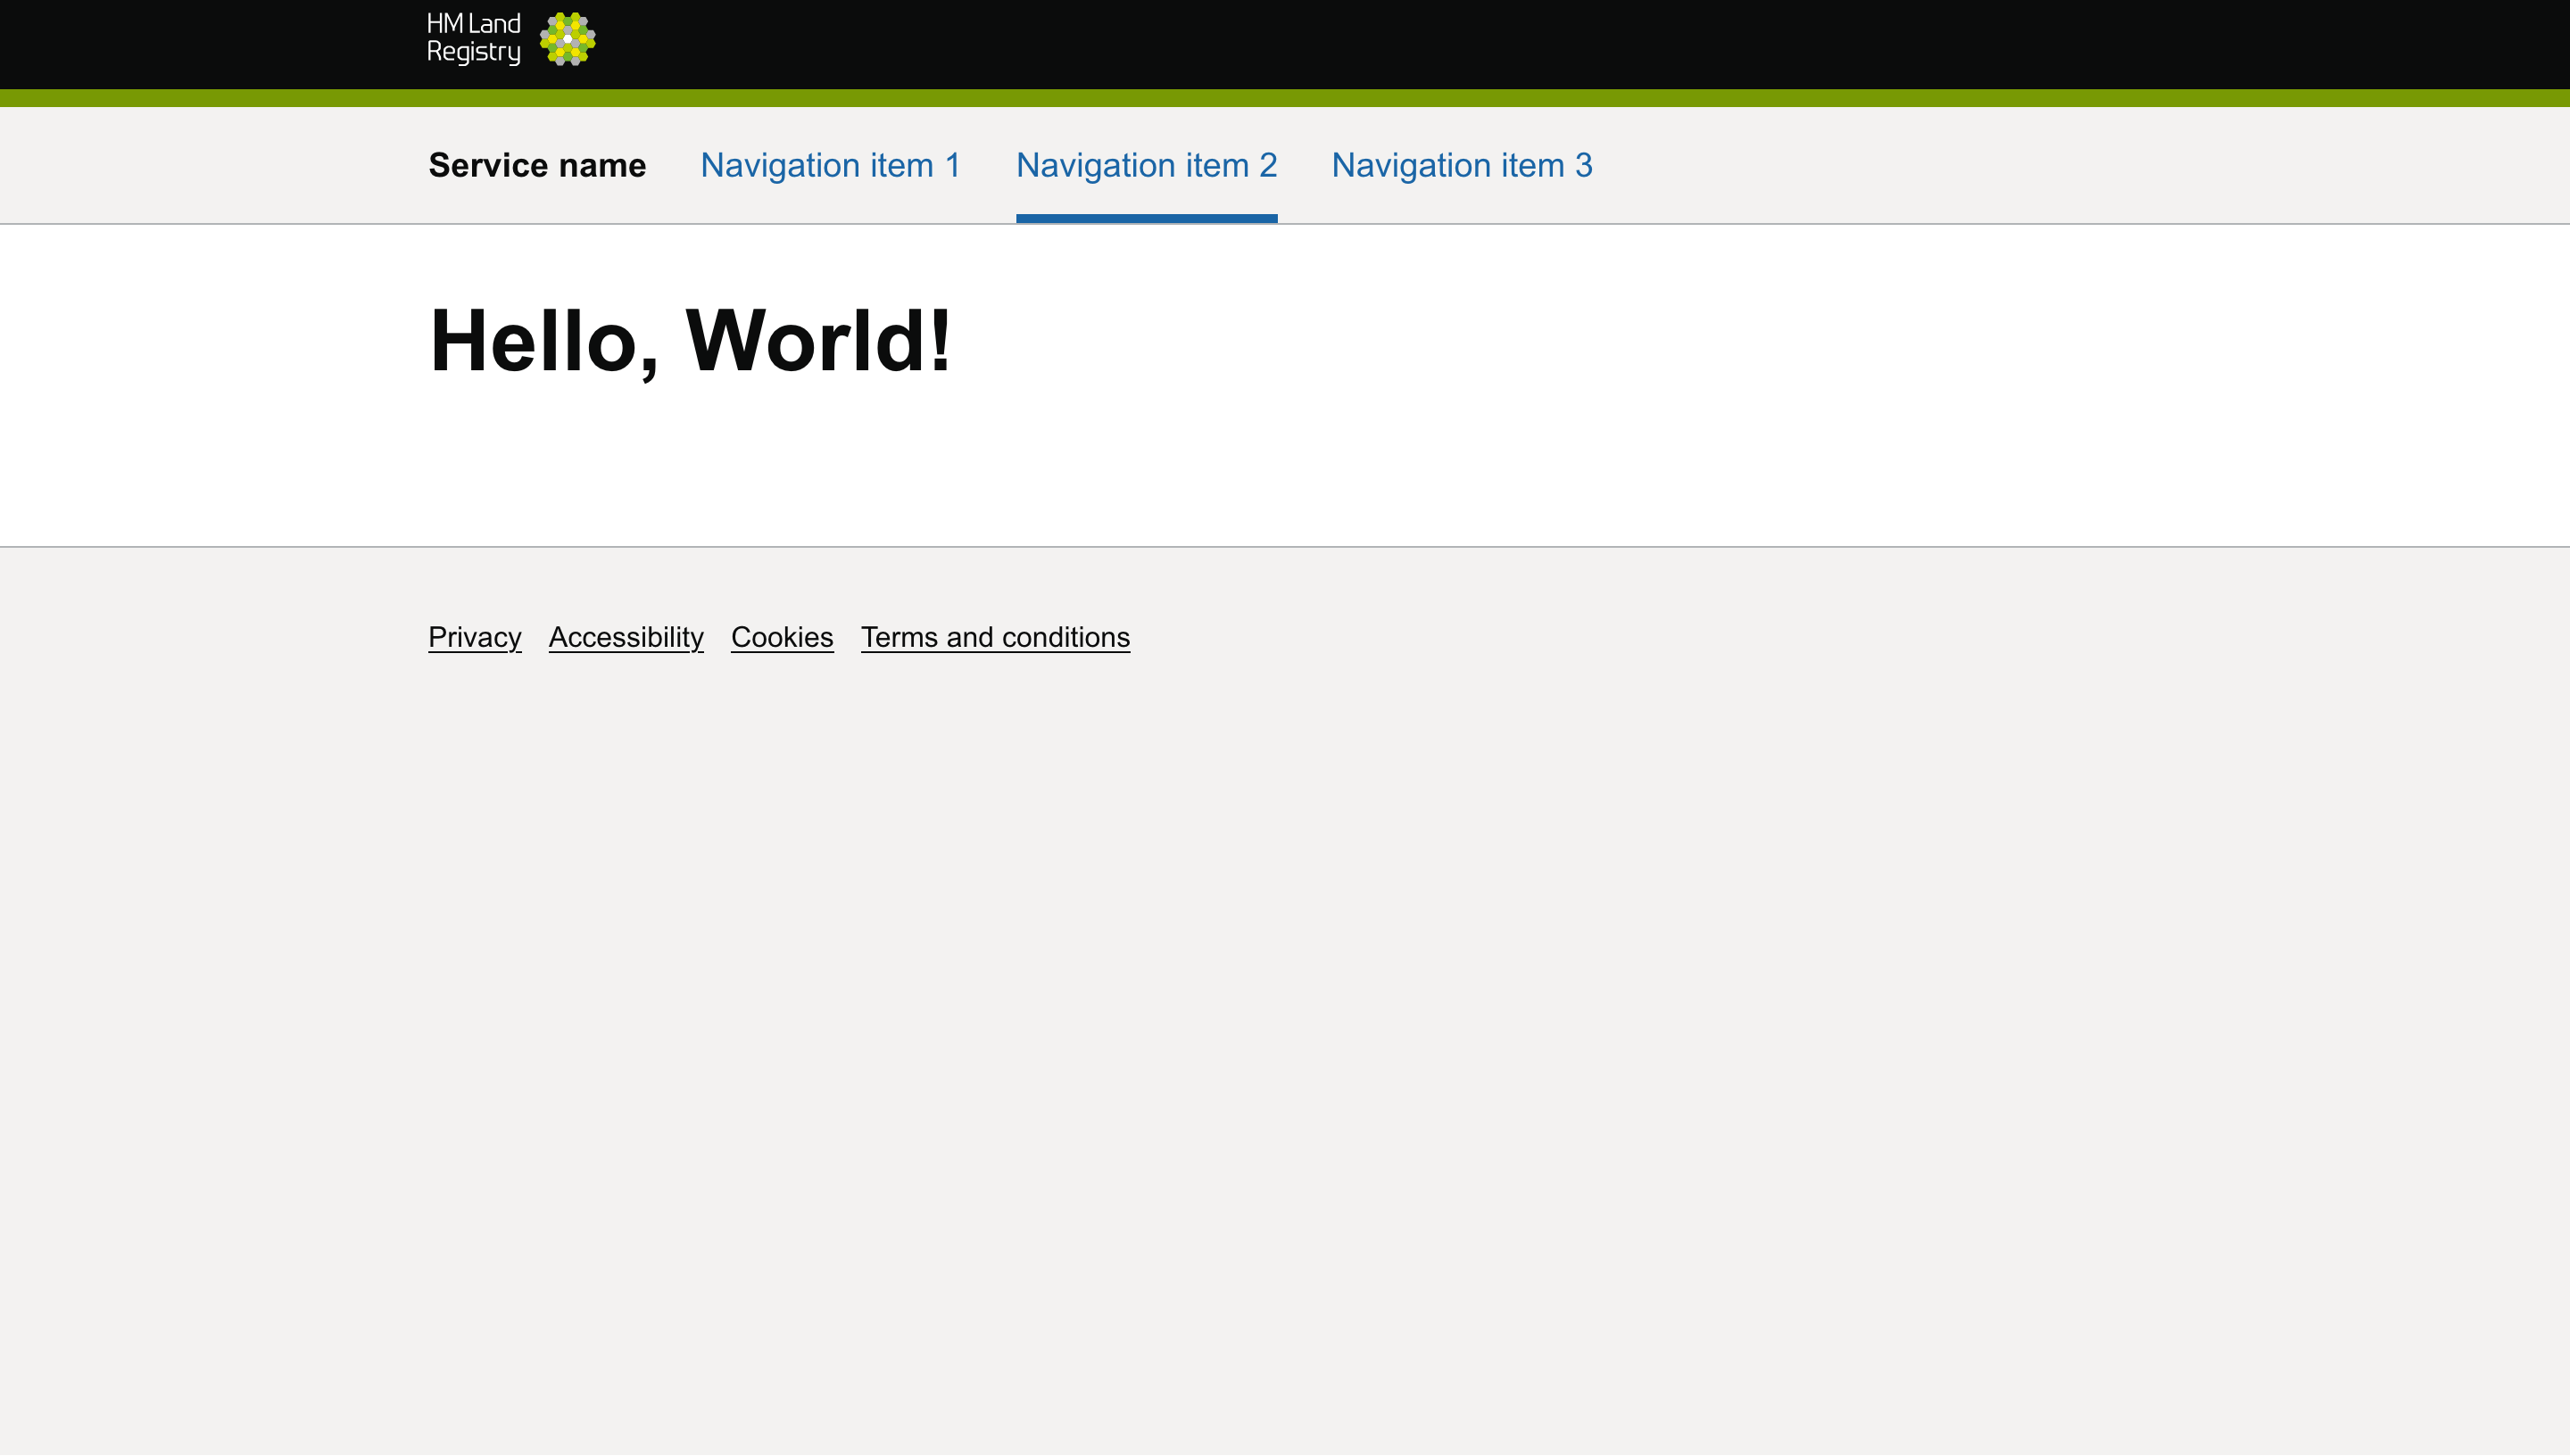 HM Land
Registry
Service name Navigation item 1 Navigation item 2 Navigation item 3
Hello, World!
Privacy Accessibility Cookies Terms and conditions